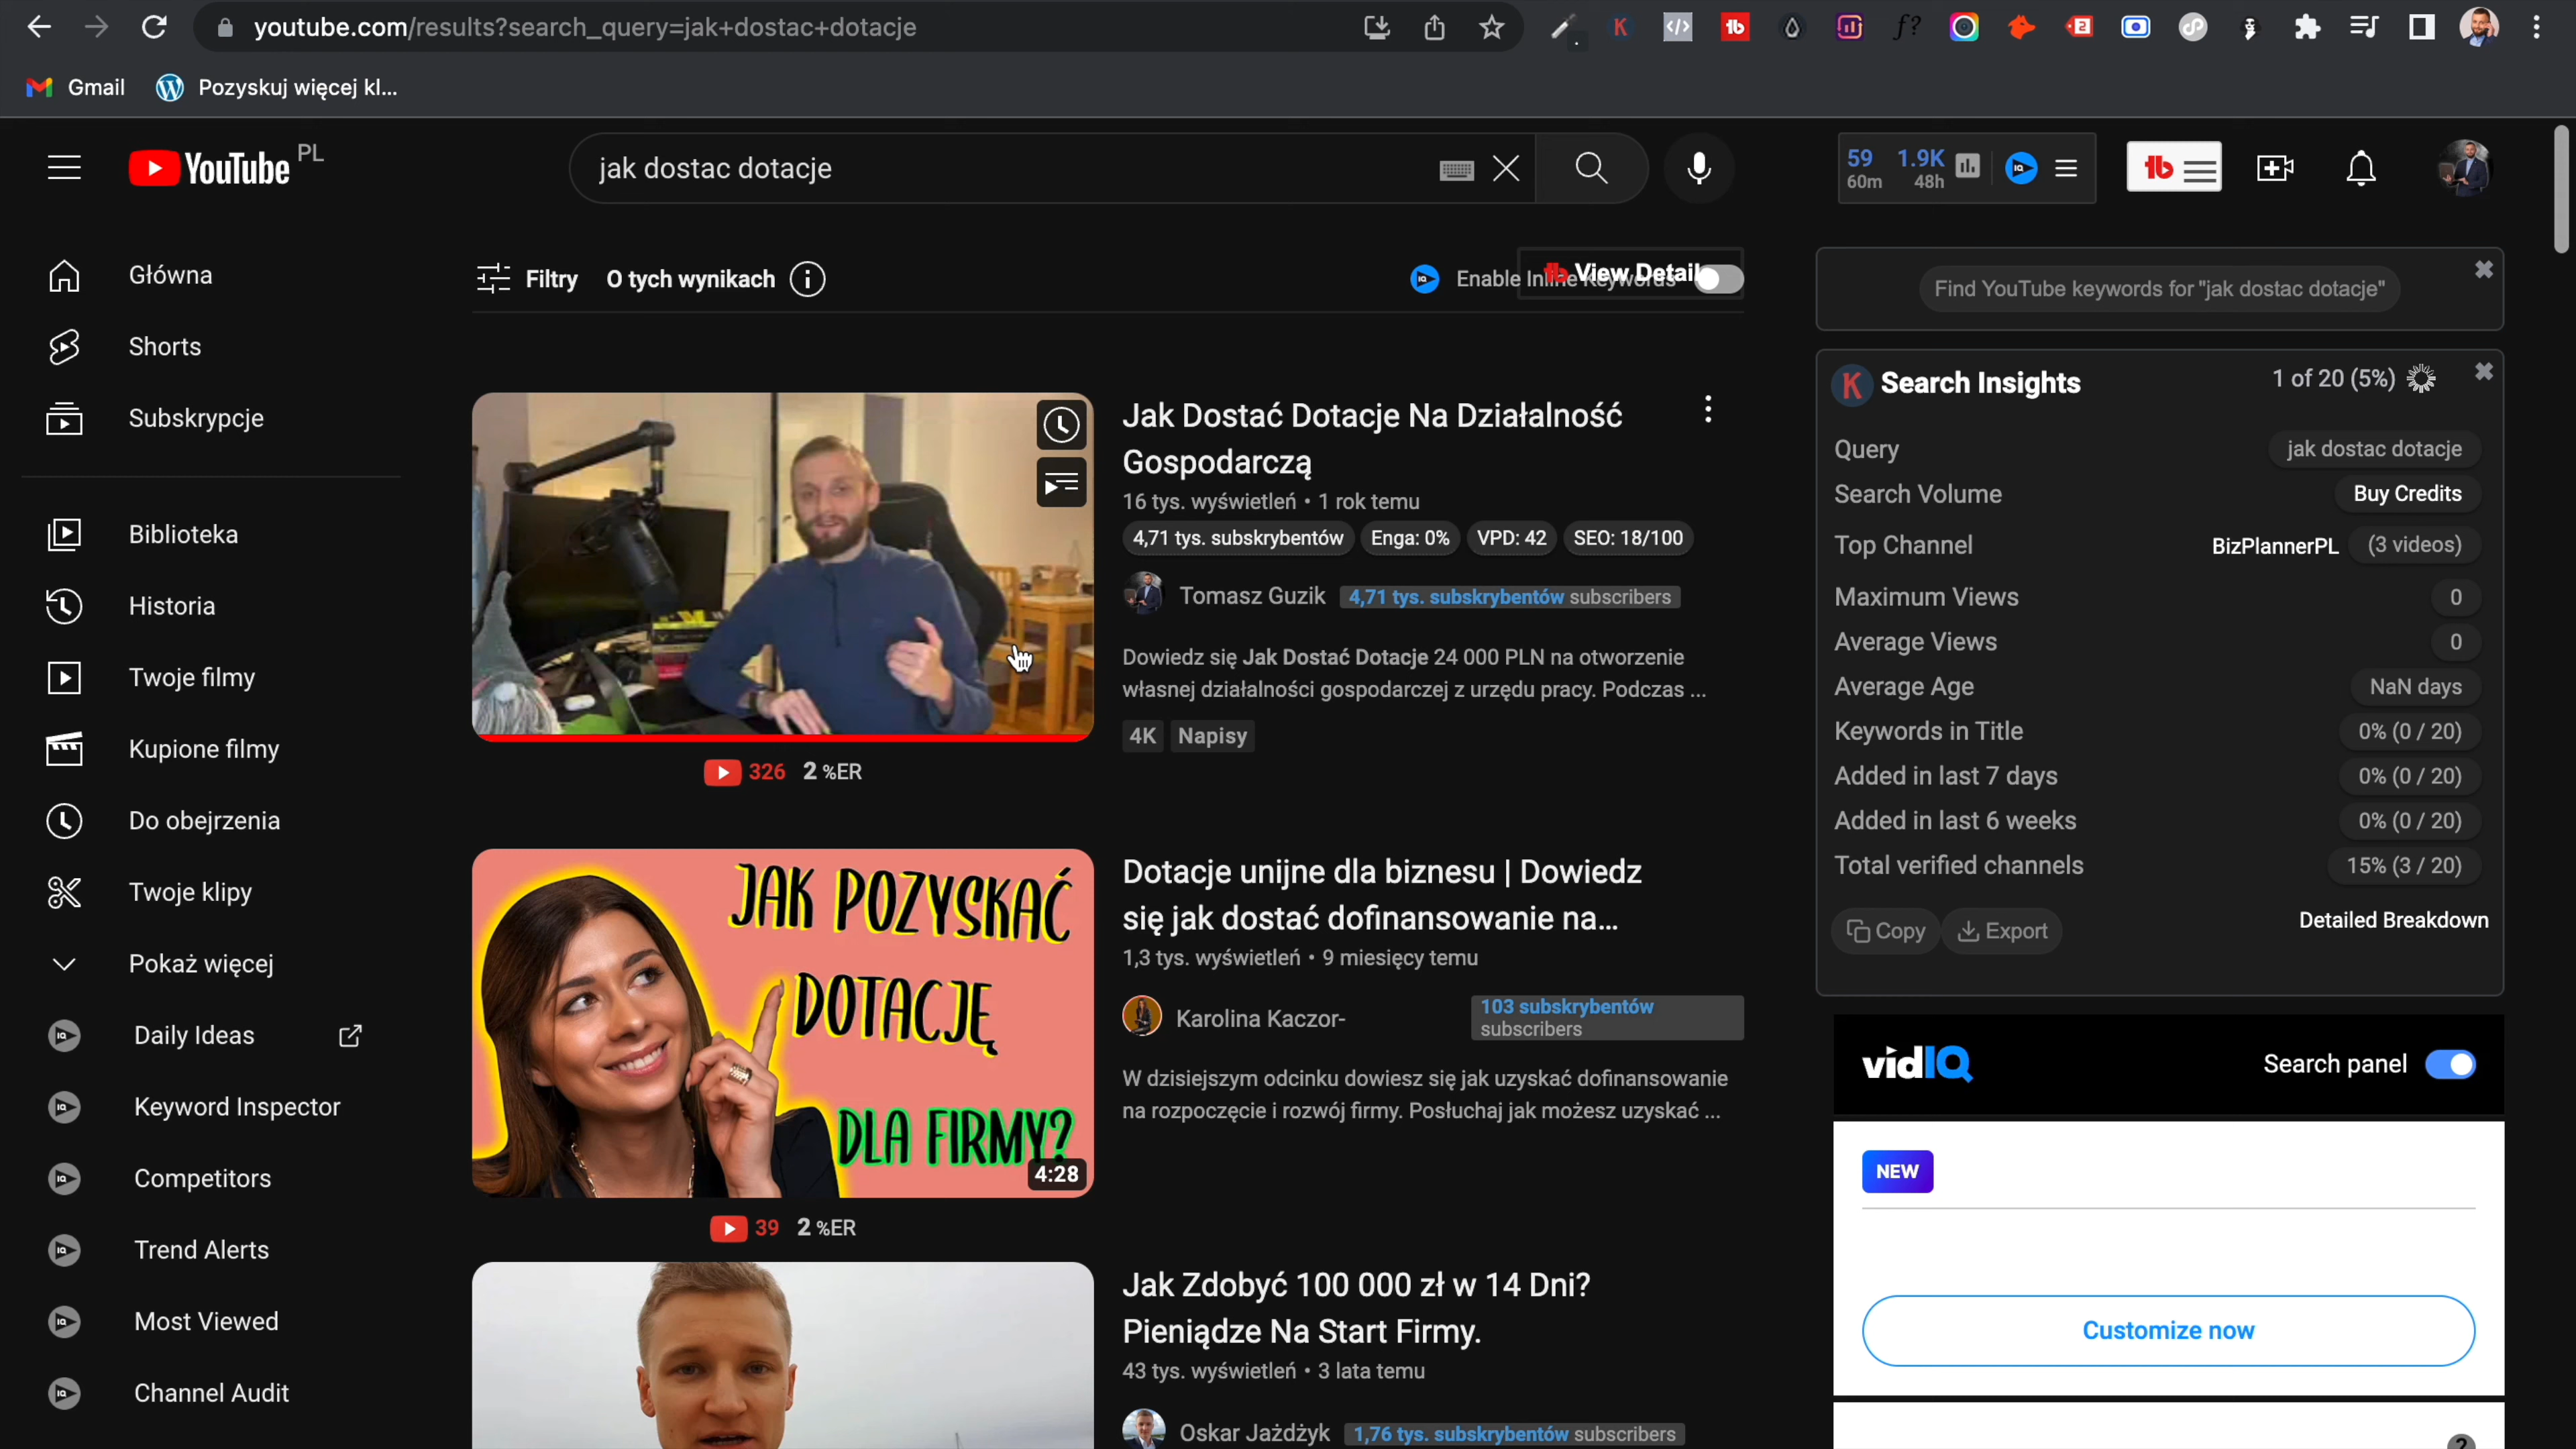 youtube.com/results?search_query=jak+dostac+dotacje
Gmail
Pozyskuj więcej kl...
YouTube PL
jak dostac dotacje
59
60m
1.9K
48h
Główna
Shorts
Subskrypcje
Biblioteka
Historia
Twoje filmy
Kupione filmy
Do obejrzenia
Twoje klipy
Pokaż więcej
Daily Ideas
Keyword Inspector
Competitors
Trend Alerts
Most Viewed
Channel Audit
Filtry
O tych wynikach
Enable Inline Keywords
View Detail
Jak Dostać Dotacje Na Działalność
Gospodarczą
16 tys. wyświetleń • 1 rok temu
4,71 tys. subskrybentów Enga: 0% VPD: 42 SEO: 18/100
Tomasz Guzik 4,71 tys. subskrybentów subscribers
Dowiedz się Jak Dostać Dotacje 24 000 PLN na otworzenie
własnej działalności gospodarczej z urzędu pracy. Podczas ...
4K Napisy
326 2 %ER
JAK POZYSKAĆ
DOTACJĘ
DLA FIRMY?
4:28
39 2 %ER
Dotacje unijne dla biznesu | Dowiedz
się jak dostać dofinansowanie na...
1,3 tys. wyświetleń • 9 miesięcy temu
Karolina Kaczor-
103 subskrybentów
subscribers
W dzisiejszym odcinku dowiesz się jak uzyskać dofinansowanie
na rozpoczęcie i rozwój firmy. Posłuchaj jak możesz uzyskać ...
Jak Zdobyć 100 000 zł w 14 Dni?
Pieniądze Na Start Firmy.
43 tys. wyświetleń • 3 lata temu
Oskar Jażdżyk 1,76 tys. subskrybentów subscribers
Find YouTube keywords for "jak dostac dotacje"
Search Insights 1 of 20 (5%)
Query jak dostac dotacje
Search Volume Buy Credits
Top Channel BizPlannerPL (3 videos)
Maximum Views 0
Average Views 0
Average Age NaN days
Keywords in Title 0% (0 / 20)
Added in last 7 days 0% (0 / 20)
Added in last 6 weeks 0% (0 / 20)
Total verified channels 15% (3 / 20)
Copy Export Detailed Breakdown
vidIQ Search panel
NEW
Customize now